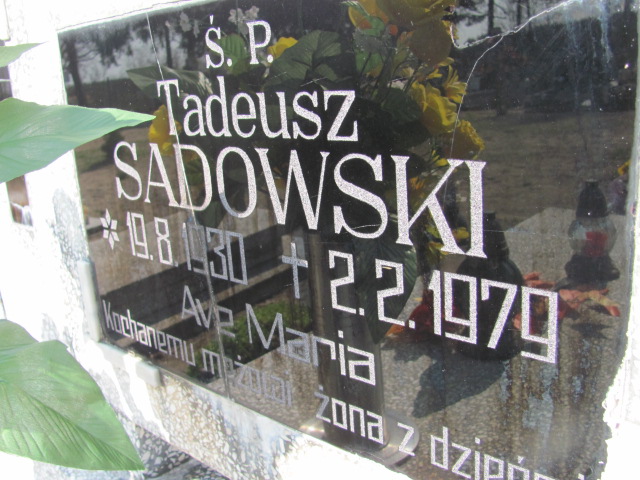 Ś. P.
Tadeusz
SADOWSKI
* 19.8.1930 + 2.2.1979
Ave Maria
Kochanemu mężowi żona z